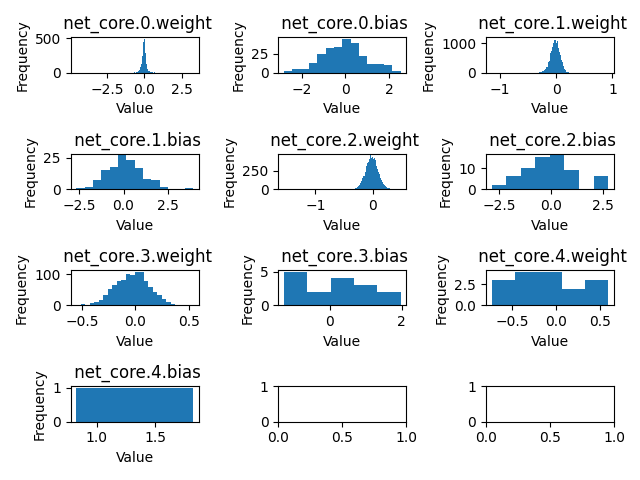 net_core.0.weight
net_core.0.bias
net_core.1.weight
Frequency
500
0
−2.5
0.0
2.5
Value
Frequency
25
0
−2
0
2
Value
Frequency
1000
0
−1
0
1
Value
net_core.1.bias
net_core.2.weight
net_core.2.bias
Frequency
25
0
−2.5
0.0
2.5
Value
Frequency
250
0
−1
0
Value
Frequency
10
0
−2.5
0.0
2.5
Value
net_core.3.weight
net_core.3.bias
net_core.4.weight
Frequency
100
0
−0.5
0.0
0.5
Value
Frequency
5
0
0
2
Value
Frequency
2.5
0.0
−0.5
0.0
0.5
Value
net_core.4.bias
Frequency
1
0
1.0
1.5
Value
1
0
0.0
0.5
1.0
1
0
0.0
0.5
1.0